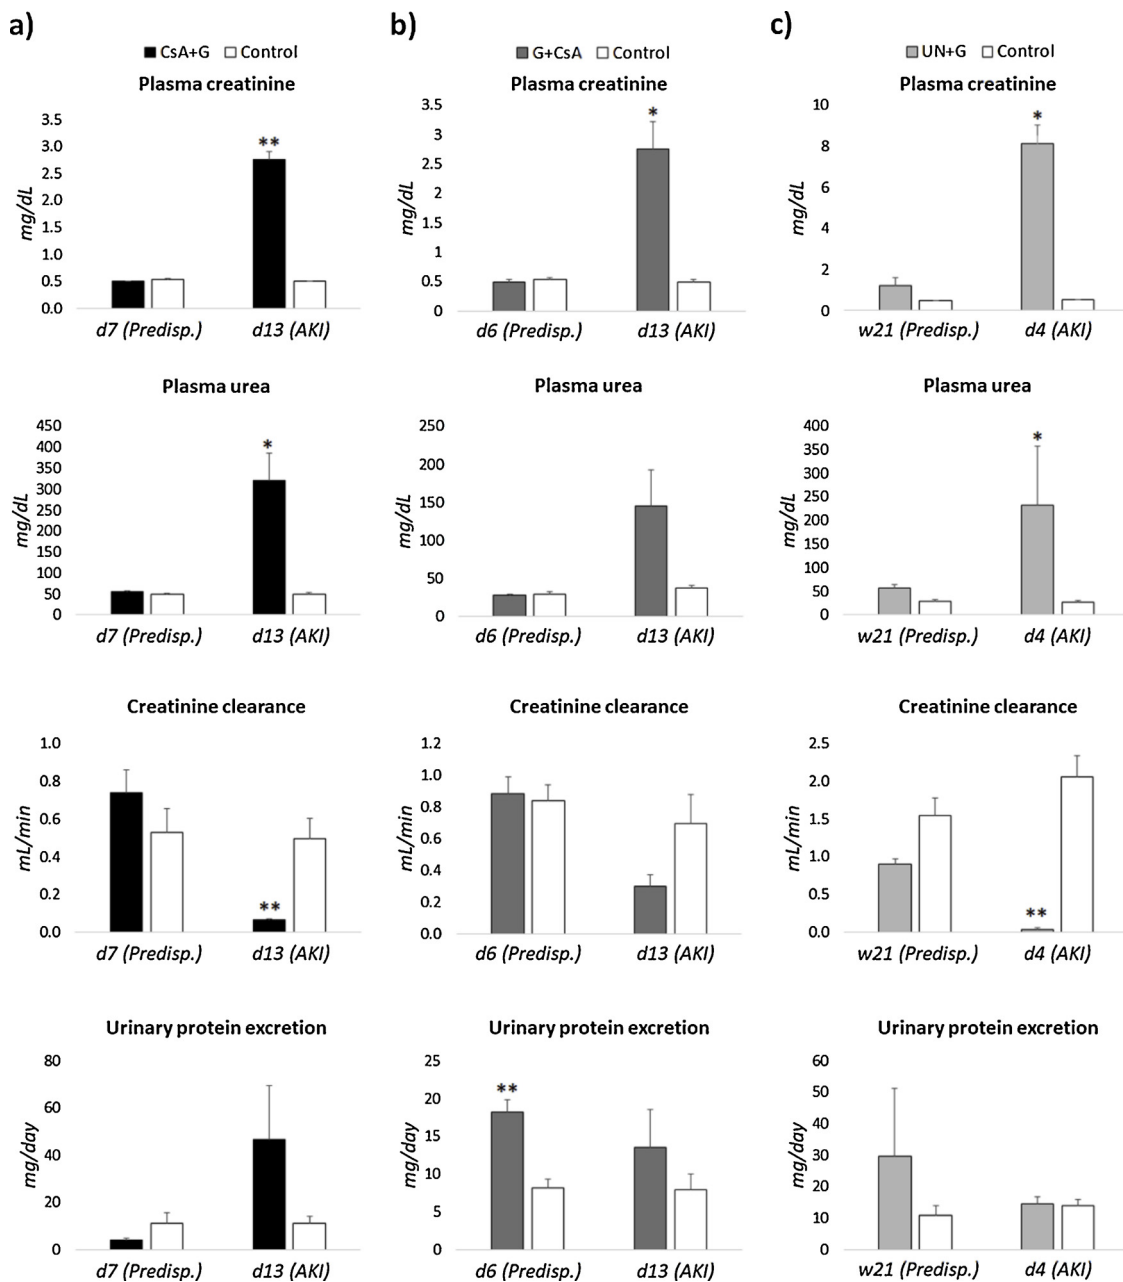 a)
CsA+G Control
Plasma creatinine
3.5
3.0
2.5
2.0
1.5
1.0
0.5
0.0
mg/dL
**
d7 (Predisp.) d13 (AKI)
Plasma urea
450
400
350
300
250
200
150
100
50
0
mg/dL
*
d7 (Predisp.) d13 (AKI)
Creatinine clearance
1.0
0.8
0.6
0.4
0.2
0.0
mL/min
**
d7 (Predisp.) d13 (AKI)
Urinary protein excretion
80
60
40
20
0
mg/day
d7 (Predisp.) d13 (AKI)
b)
G+CsA Control
Plasma creatinine
3.5
3
2.5
2
1.5
1
0.5
0
mg/dL
*
d6 (Predisp.) d13 (AKI)
Plasma urea
250
200
150
100
50
0
mg/dL
d6 (Predisp.) d13 (AKI)
Creatinine clearance
1.2
1.0
0.8
0.6
0.4
0.2
0.0
mL/min
d6 (Predisp.) d13 (AKI)
Urinary protein excretion
25
20
15
10
5
0
mg/day
**
d6 (Predisp.) d13 (AKI)
c)
UN+G Control
Plasma creatinine
10
8
6
4
2
0
mg/dL
*
w21 (Predisp.) d4 (AKI)
Plasma urea
400
350
300
250
200
150
100
50
0
mg/dL
*
w21 (Predisp.) d4 (AKI)
Creatinine clearance
2.5
2.0
1.5
1.0
0.5
0.0
mL/min
**
w21 (Predisp.) d4 (AKI)
Urinary protein excretion
60
50
40
30
20
10
0
mg/day
w21 (Predisp.) d4 (AKI)